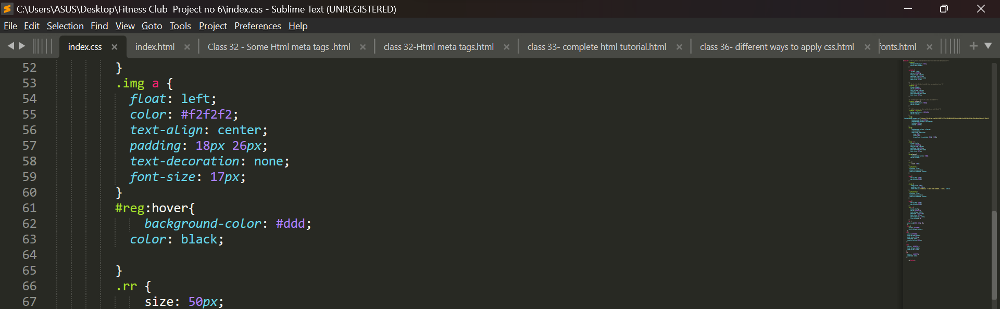 C:\Users\ASUS\Desktop\Fitness Club  Project no 6\index.css - Sublime Text (UNREGISTERED)
File Edit Selection Find View Goto Tools Project Preferences Help
index.css × index.html × Class 32 - Some Html meta tags .html × class 32-Html meta tags.html × class 33- complete html tutorial.html × class 36- different ways to apply css.html × fonts.html × +
52 }
53 .img a {
54 float: left;
55 color: #f2f2f2;
56 text-align: center;
57 padding: 18px 26px;
58 text-decoration: none;
59 font-size: 17px;
60 }
61 #reg:hover{
62 background-color: #ddd;
63 color: black;
64
65 }
66 .rr {
67 size: 50px;